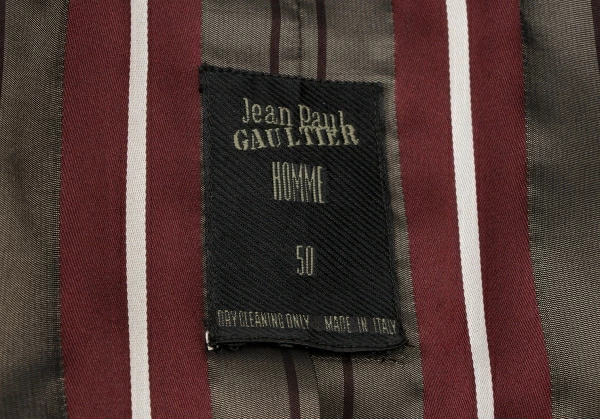 Jean Paul
GAULTIER
HOMME
50
DRY CLEANING ONLY MADE IN ITALY